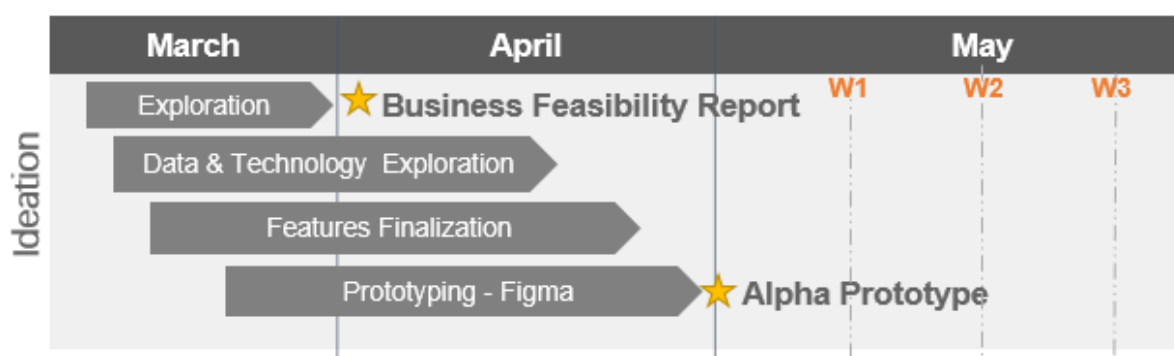 March April May
W1 W2 W3
Exploration Business Feasibility Report
Data & Technology Exploration
Features Finalization
Prototyping - Figma Alpha Prototype
Ideation